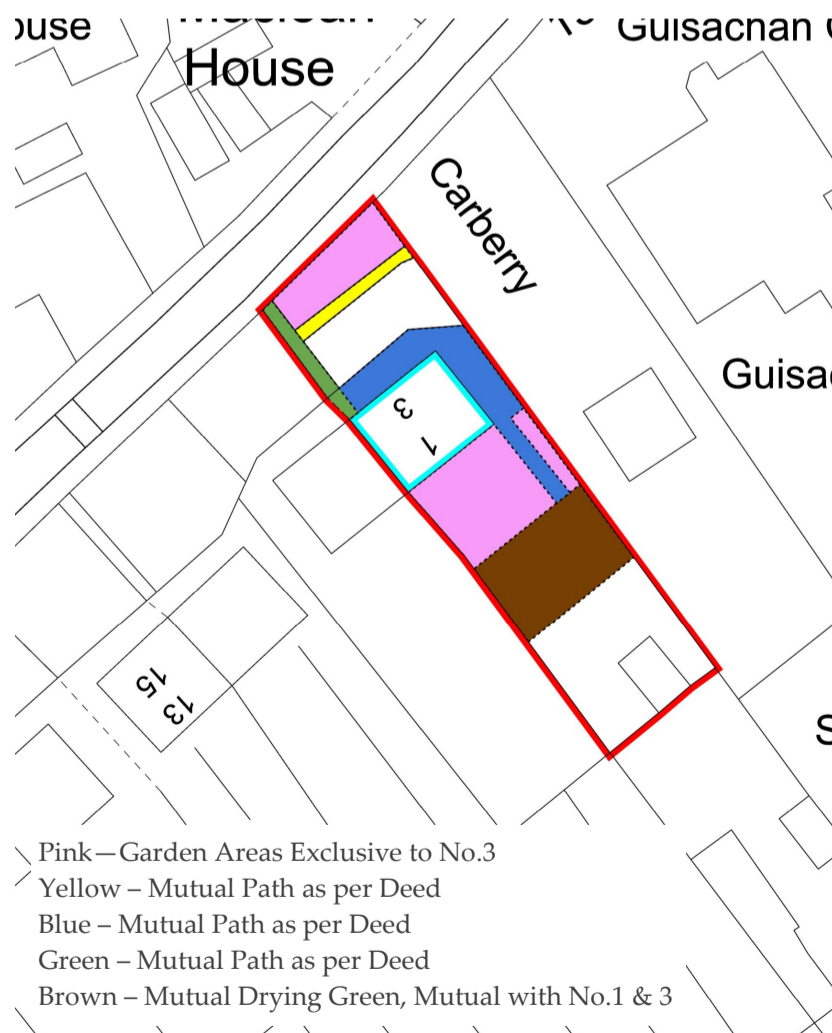 House
Guisachan
Carberry
3
1
15
13
Pink—Garden Areas Exclusive to No.3
Yellow – Mutual Path as per Deed
Blue – Mutual Path as per Deed
Green – Mutual Path as per Deed
Brown – Mutual Drying Green, Mutual with No.1 & 3